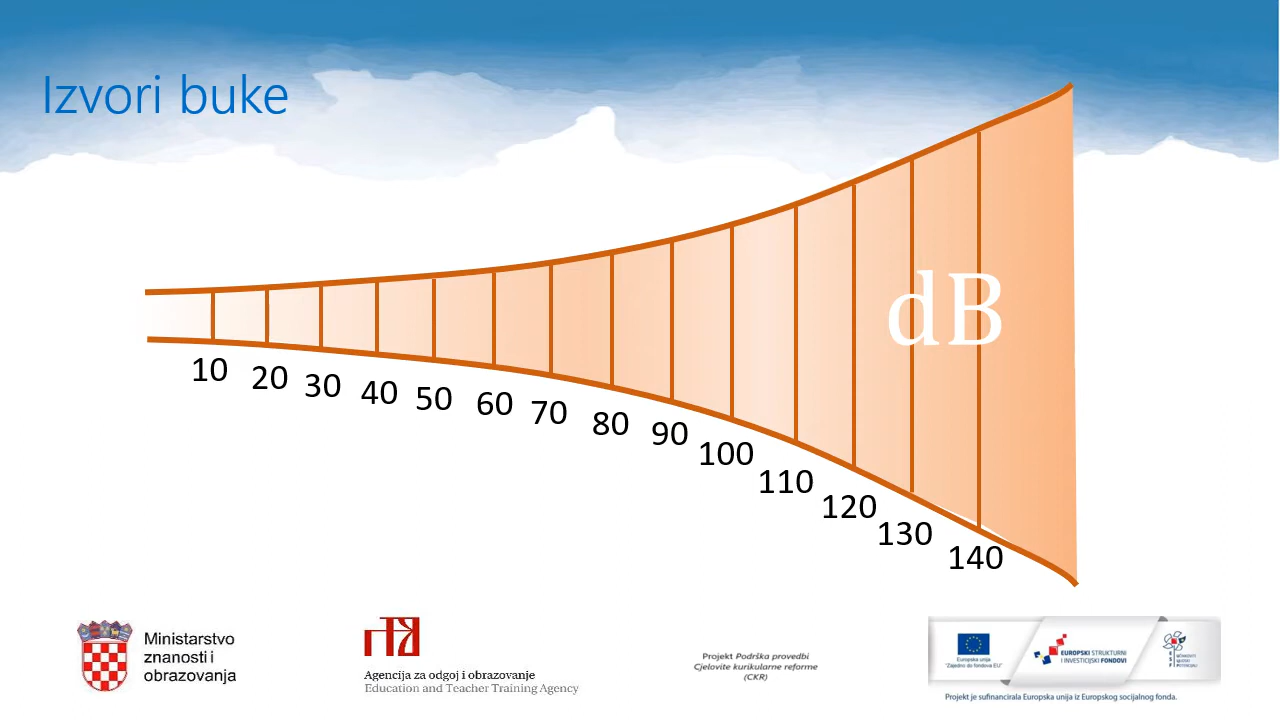 Izvori buke
dB
10
20
30
40
50
60
70
80
90
100
110
120
130
140
Ministarstvo
znanosti i
obrazovanja
Agencija za odgoj i obrazovanje
Education and Teacher Training Agency
Projekt Podrška provedbi
Cjelovite kurikularne reforme
(CKR)
Europska unija
"Zajedno do fondova EU"
EUROPSKI STRUKTURNI
I INVESTICIJSKI FONDOVI
Projekt je sufinancirala Europska unija iz Europskog socijalnog fonda.